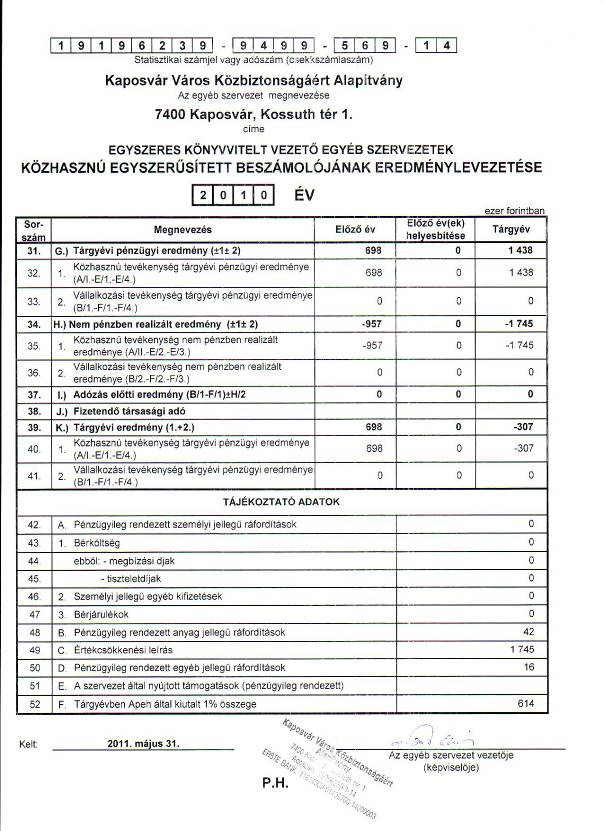 1 9 1 9 6 2 3 9 - 9 4 9 9 - 5 6 9 - 1 4
Statisztikai számjel vagy adószám (csekkszámlaszám)
Kaposvár Város Közbiztonságáért Alapítvány
Az egyéb szervezet megnevezése
7400 Kaposvár, Kossuth tér 1.
címe
EGYSZERES KÖNYVVITELT VEZETŐ EGYÉB SZERVEZETEK
KÖZHASZNÚ EGYSZERŰSÍTETT BESZÁMOLÓJÁNAK EREDMÉNYLEVEZETÉSE
2 0 1 0 ÉV
ezer forintban
Sor-szám Megnevezés Előző év Előző év(ek) helyesbítése Tárgyév
31. G.) Tárgyévi pénzügyi eredmény (±1± 2) 698 0 1 438
32. 1. Közhasznú tevékenység tárgyévi pénzügyi eredménye (A/I.-E/1.-E/4.) 698 0 1 438
33. 2. Vállalkozási tevékenység tárgyévi pénzügyi eredménye (B/1.-F/1.-F/4.) 0 0 0
34. H.) Nem pénzben realizált eredmény (±1± 2) -957 0 -1 745
35. 1. Közhasznú tevékenység nem pénzben realizált eredménye (A/II.-E/2.-E/3.) -957 0 -1 745
36. 2. Vállalkozási tevékenység nem pénzben realizált eredménye (B/2.-F/2.-F/3.) 0 0 0
37. I.) Adózás előtti eredmény (B/1-F/1)±H/2 0 0 0
38. J.) Fizetendő társasági adó
39. K.) Tárgyévi eredmény (1.+2.) 698 0 -307
40. 1. Közhasznú tevékenység tárgyévi pénzügyi eredménye (A/I.-E/1.-E/4.) 698 0 -307
41. 2. Vállalkozási tevékenység tárgyévi pénzügyi eredménye (B/1.-F/1.-F/4.) 0 0 0
TÁJÉKOZTATÓ ADATOK
42. A. Pénzügyileg rendezett személyi jellegű ráfordítások 0
43. 1. Bérköltség 0
44. ebből: - megbízási djak 0
45. - tiszteletdíjak 0
46. 2. Személyi jellegű egyéb kifizetések 0
47 3. Bérjárulékok 0
48 B. Pénzügyileg rendezett anyag jellegű ráfordítások 42
49 C. Értékcsökkenési leírás 1 745
50 D. Pénzügyileg rendezett egyéb jellegű ráfordítások 16
51 E. A szervezet által nyújtott támogatások (pénzügyileg rendezett)
52 F. Tárgyévben Apeh által kiutalt 1% összege 614
Kelt: 2011. május 31.
Kaposvár Város Közbiztonságáért
Alapítvány
7400 Kaposvár, Kossuth tér 1
ERSTE BANK
Az egyéb szervezet vezetője
(képviselője)
P.H.